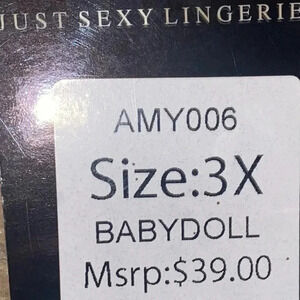 JUST SEXY LINGERIE
AMY006
Size:3X
BABYDOLL
Msrp:$39.00